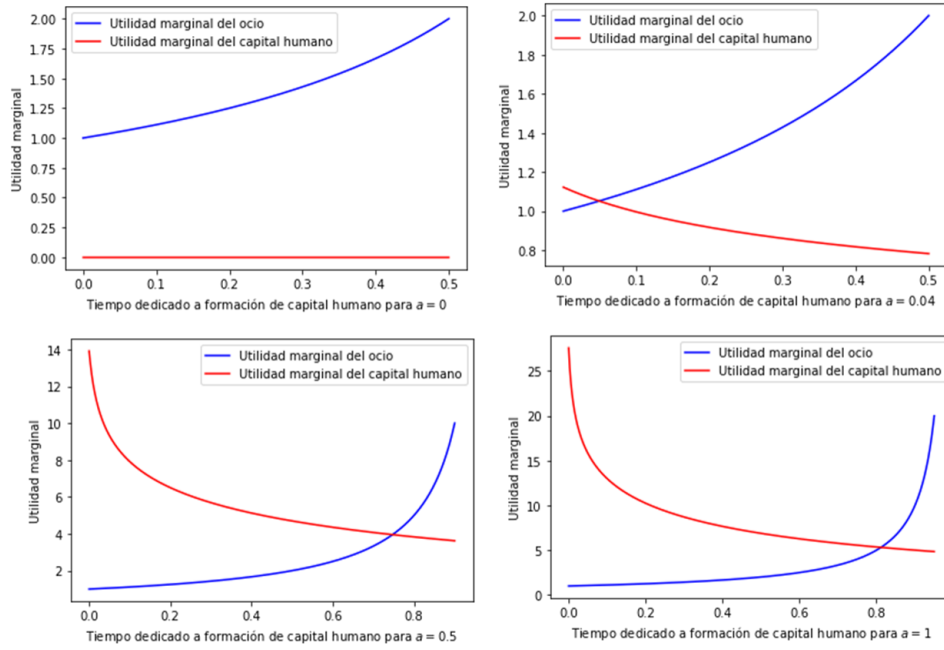 2.00
1.75
1.50
1.25
1.00
0.75
0.50
0.25
0.00
Utilidad marginal
Utilidad marginal del ocio
Utilidad marginal del capital humano
0.0 0.1 0.2 0.3 0.4 0.5
Tiempo dedicado a formación de capital humano para a = 0
2.0
1.8
1.6
1.4
1.2
1.0
0.8
Utilidad marginal
Utilidad marginal del ocio
Utilidad marginal del capital humano
0.0 0.1 0.2 0.3 0.4 0.5
Tiempo dedicado a formación de capital humano para a = 0.04
14
12
10
8
6
4
2
Utilidad marginal
Utilidad marginal del ocio
Utilidad marginal del capital humano
0.0 0.2 0.4 0.6 0.8
Tiempo dedicado a formación de capital humano para a = 0.5
25
20
15
10
5
0
Utilidad marginal
Utilidad marginal del ocio
Utilidad marginal del capital humano
0.0 0.2 0.4 0.6 0.8
Tiempo dedicado a formación de capital humano para a = 1